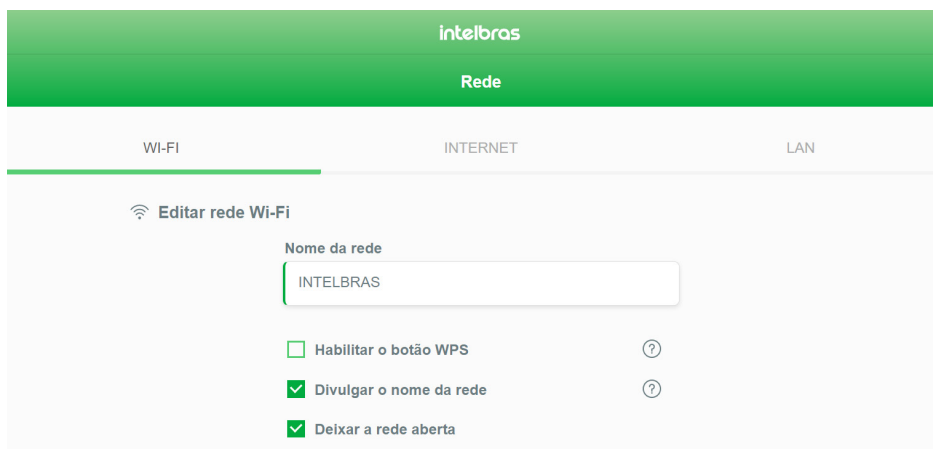 intelbras
Rede
WI-FI INTERNET LAN
Editar rede Wi-Fi
Nome da rede
INTELBRAS
Habilitar o botão WPS ?
Divulgar o nome da rede ?
Deixar a rede aberta